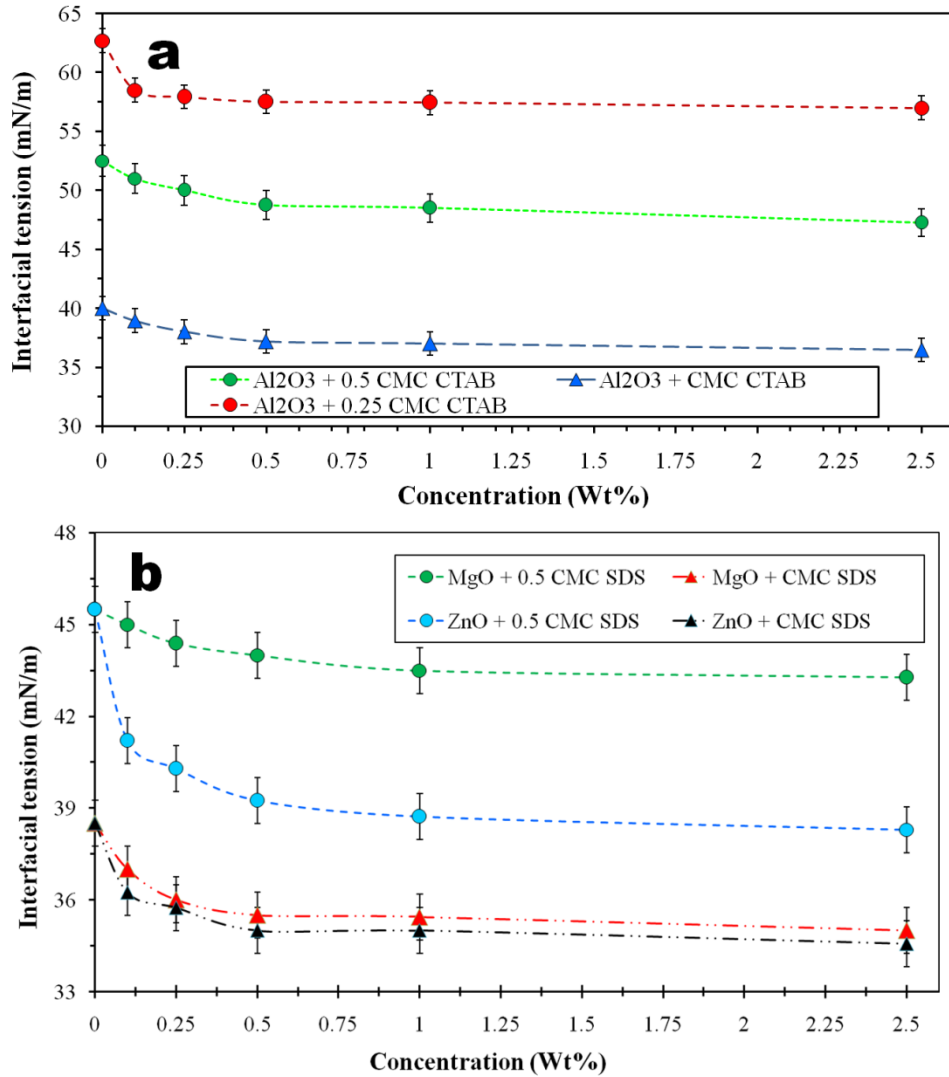 a
Interfacial tension (mN/m)
65
60
55
50
45
40
35
30
Al2O3 + 0.5 CMC CTAB
Al2O3 + CMC CTAB
Al2O3 + 0.25 CMC CTAB
0 0.25 0.5 0.75 1 1.25 1.5 1.75 2 2.25 2.5
Concentration (Wt%)
b
Interfacial tension (mN/m)
48
45
42
39
36
33
MgO + 0.5 CMC SDS
MgO + CMC SDS
ZnO + 0.5 CMC SDS
ZnO + CMC SDS
0 0.25 0.5 0.75 1 1.25 1.5 1.75 2 2.25 2.5
Concentration (Wt%)